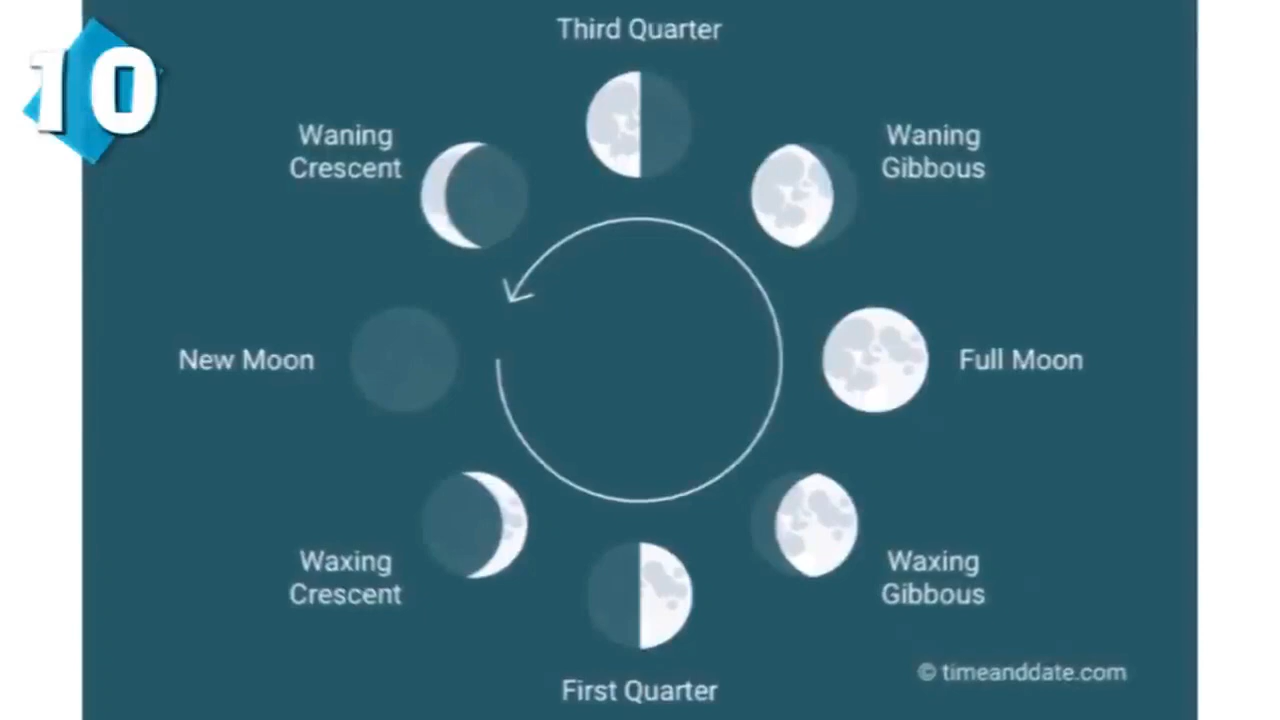 10
Third Quarter
Waning
Crescent
Waning
Gibbous
New Moon
Full Moon
Waxing
Crescent
Waxing
Gibbous
First Quarter
© timeanddate.com